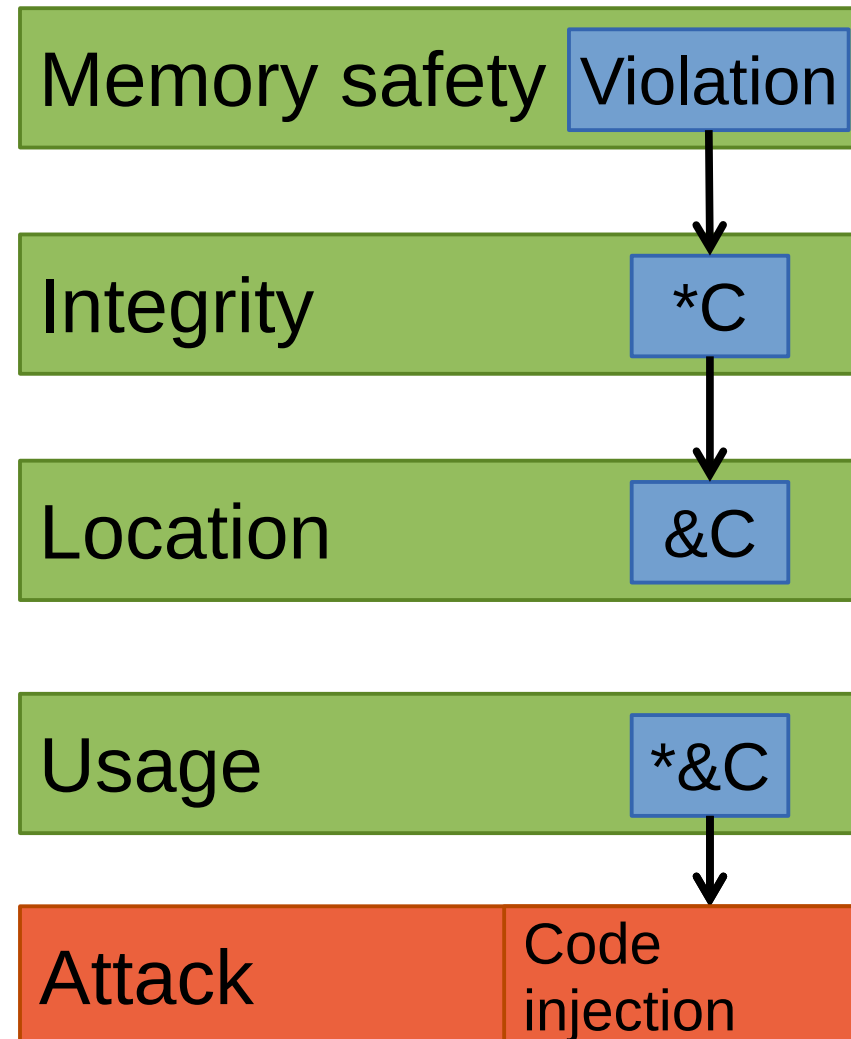 Memory safety Violation
Integrity *C
Location &C
Usage *&C
Attack Code
injection